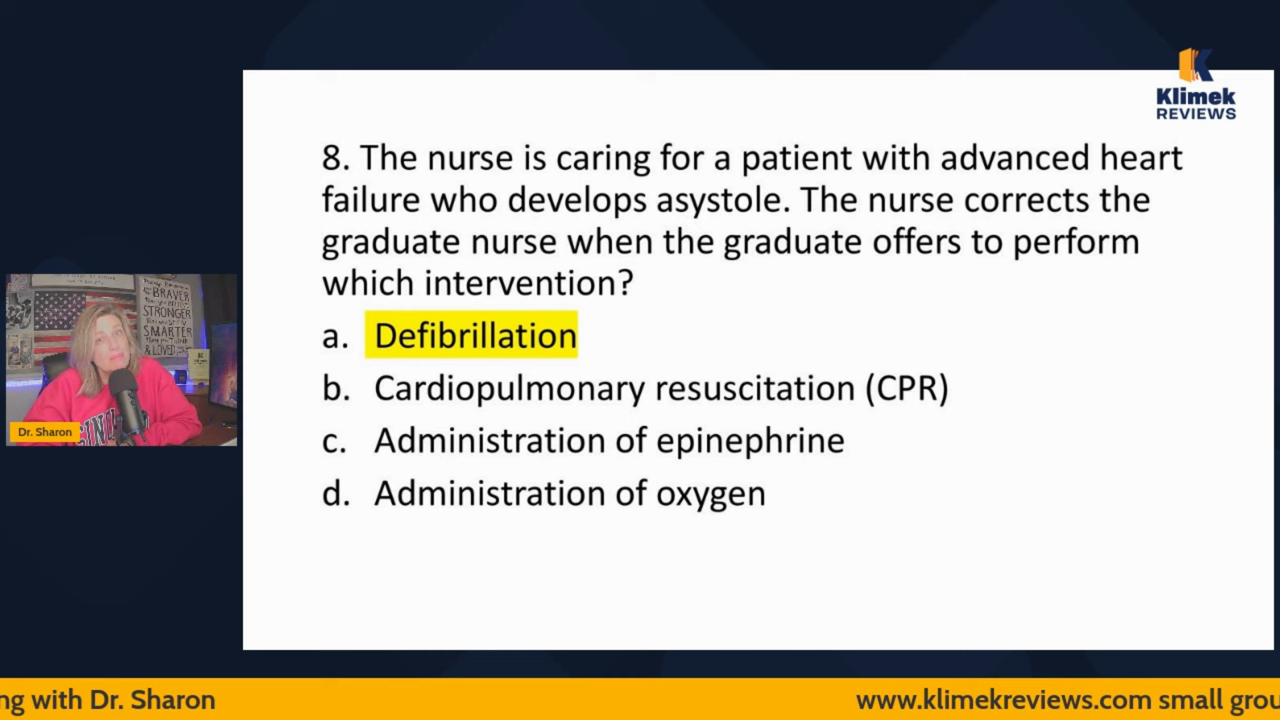 Klimek
REVIEWS
8. The nurse is caring for a patient with advanced heart
failure who develops asystole. The nurse corrects the
graduate nurse when the graduate offers to perform
which intervention?
a. Defibrillation
b. Cardiopulmonary resuscitation (CPR)
c. Administration of epinephrine
d. Administration of oxygen
BRAVER
STRONGER
SMARTER
& LOVED
Dr. Sharon
ng with Dr. Sharon
www.klimekreviews.com small grou